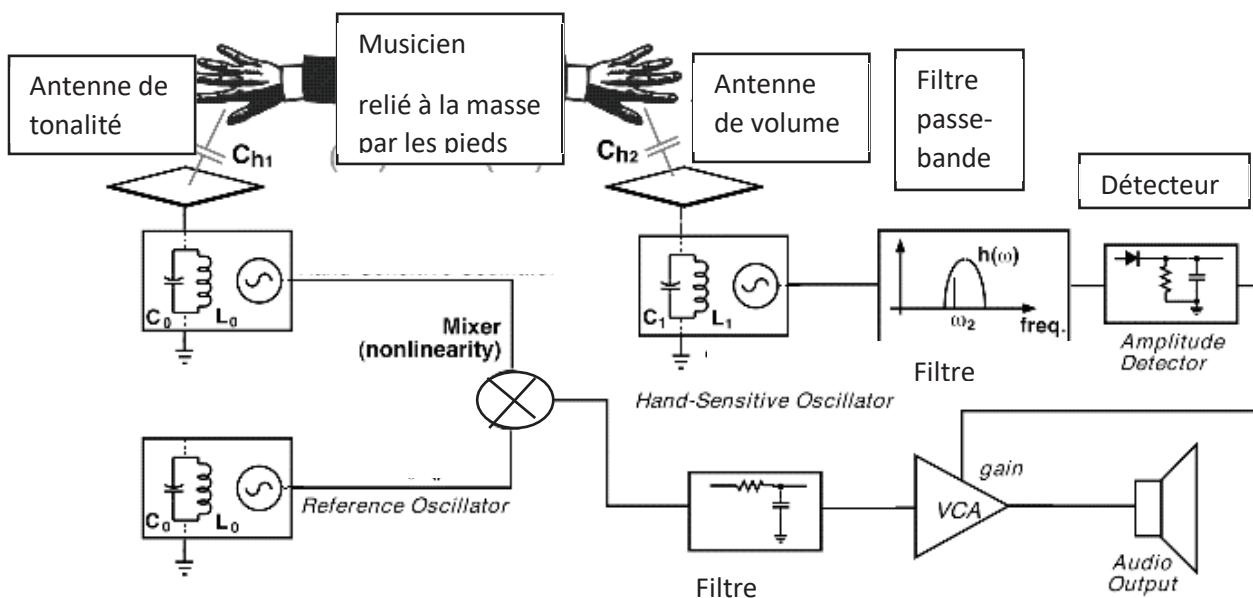 Antenne de
tonalité
Musicien
relié à la masse
par les pieds
Antenne
de volume
Filtre
passe-
bande
Détecteur
Ch1
Ch2
C0 L0
Mixer
(nonlinearity)
C1 L1
h(ω)
ω2
freq.
Amplitude
Detector
Filtre
Hand-Sensitive Oscillator
C0 L0
Reference Oscillator
gain
VCA
Audio
Output
Filtre